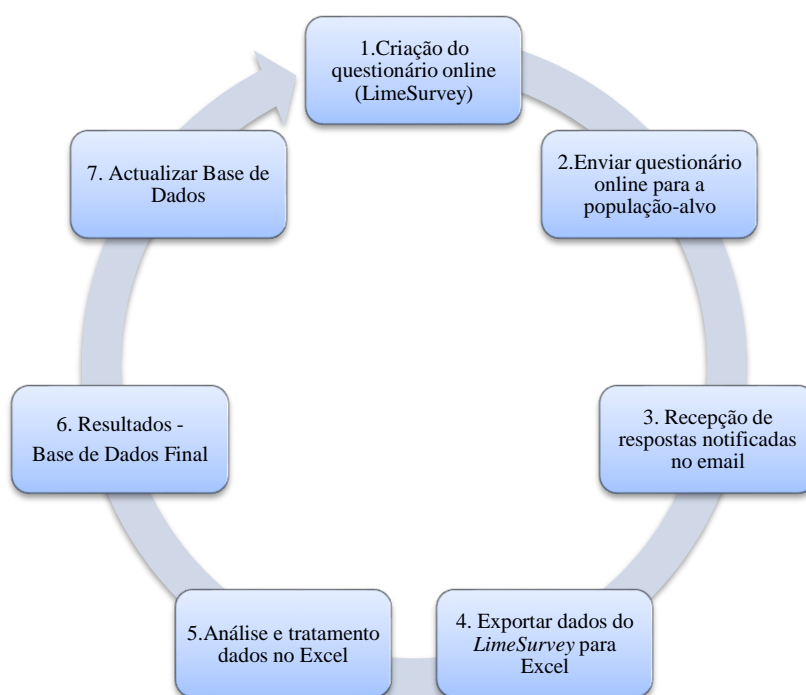 1.Criação do
questionário online
(LimeSurvey)
2.Enviar questionário
online para a
população-alvo
3. Recepção de
respostas notificadas
no email
4. Exportar dados do
LimeSurvey para
Excel
5.Análise e tratamento
dados no Excel
6. Resultados -
Base de Dados Final
7. Actualizar Base de
Dados